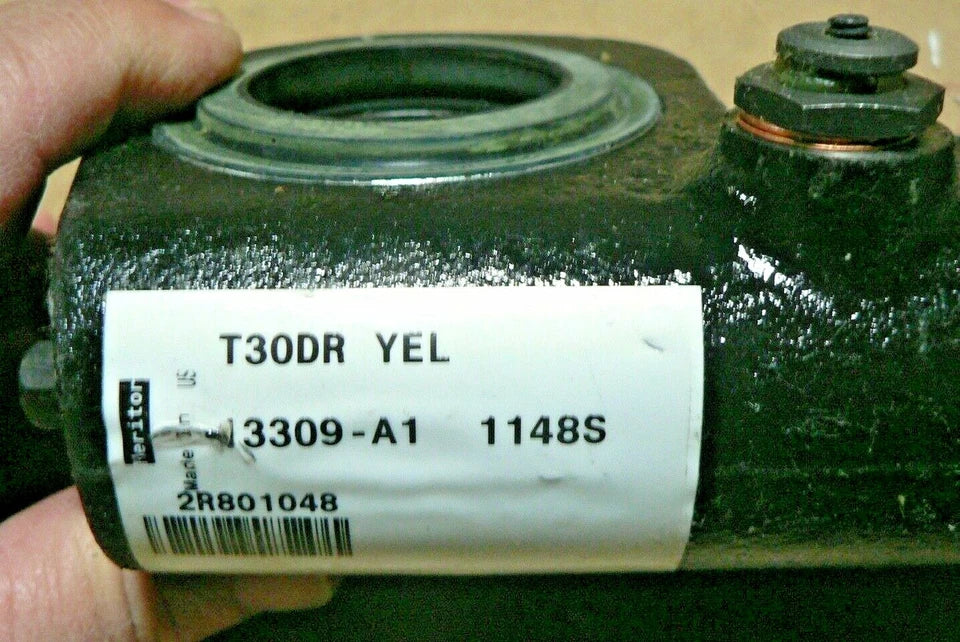 T30DR YEL
Meritor
Made in US
13309-A1 1148S
2R801048